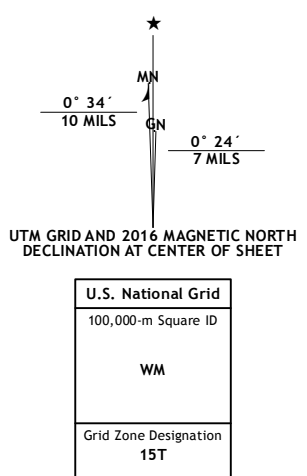 MN
0° 34´
10 MILS
GN
0° 24´
7 MILS
UTM GRID AND 2016 MAGNETIC NORTH
DECLINATION AT CENTER OF SHEET
U.S. National Grid
100,000-m Square ID
WM
Grid Zone Designation
15T